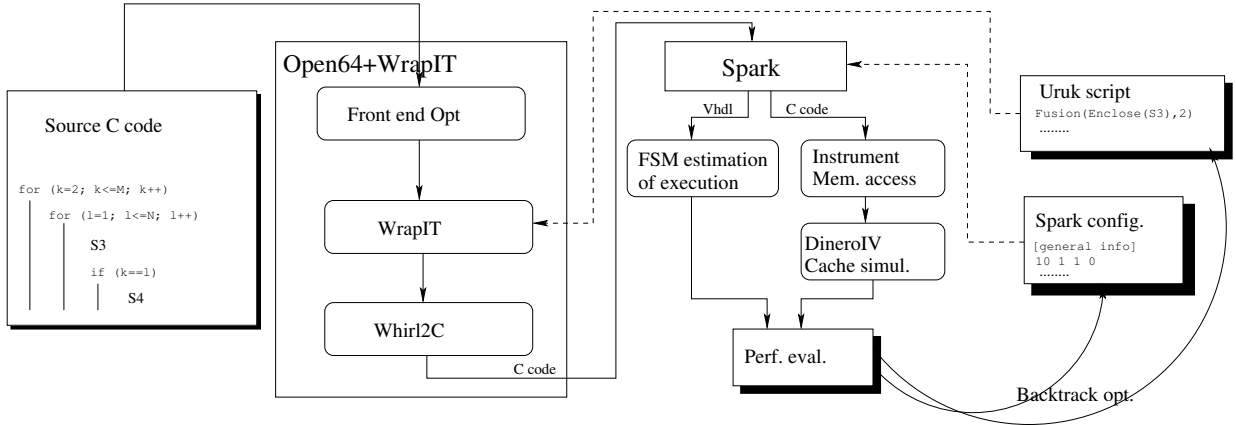 Source C code
for (k=2; k<=M; k++)
for (l=1; l<=N; l++)
S3
if (k==l)
S4
Open64+WrapIT
Front end Opt
WrapIT
Whirl2C
C code
Spark
Vhdl
C code
FSM estimation
of execution
Instrument
Mem. access
DineroIV
Cache simul.
Perf. eval.
Uruk script
Fusion(Enclose(S3),2)
........
Spark config.
[general info]
10 1 1 0
........
Backtrack opt.